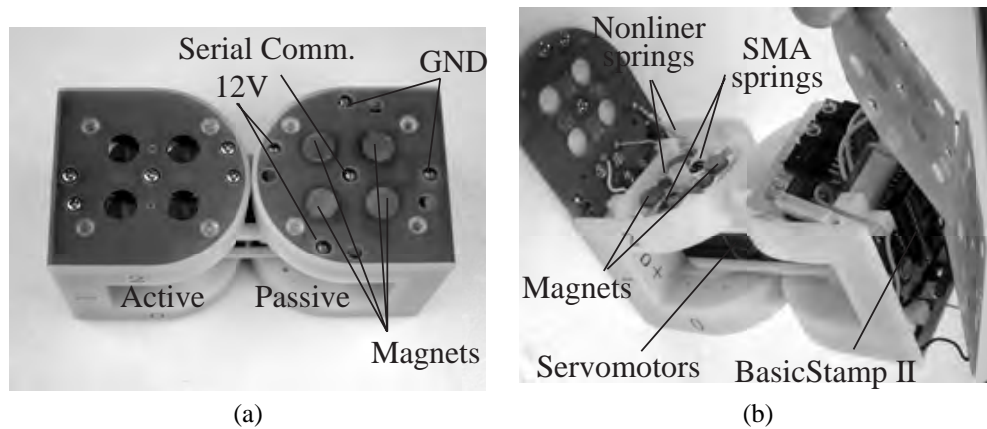 Serial Comm.
12V
GND
Active
Passive
Magnets
(a)
Nonliner
springs
SMA
springs
Magnets
Servomotors
BasicStamp II
(b)